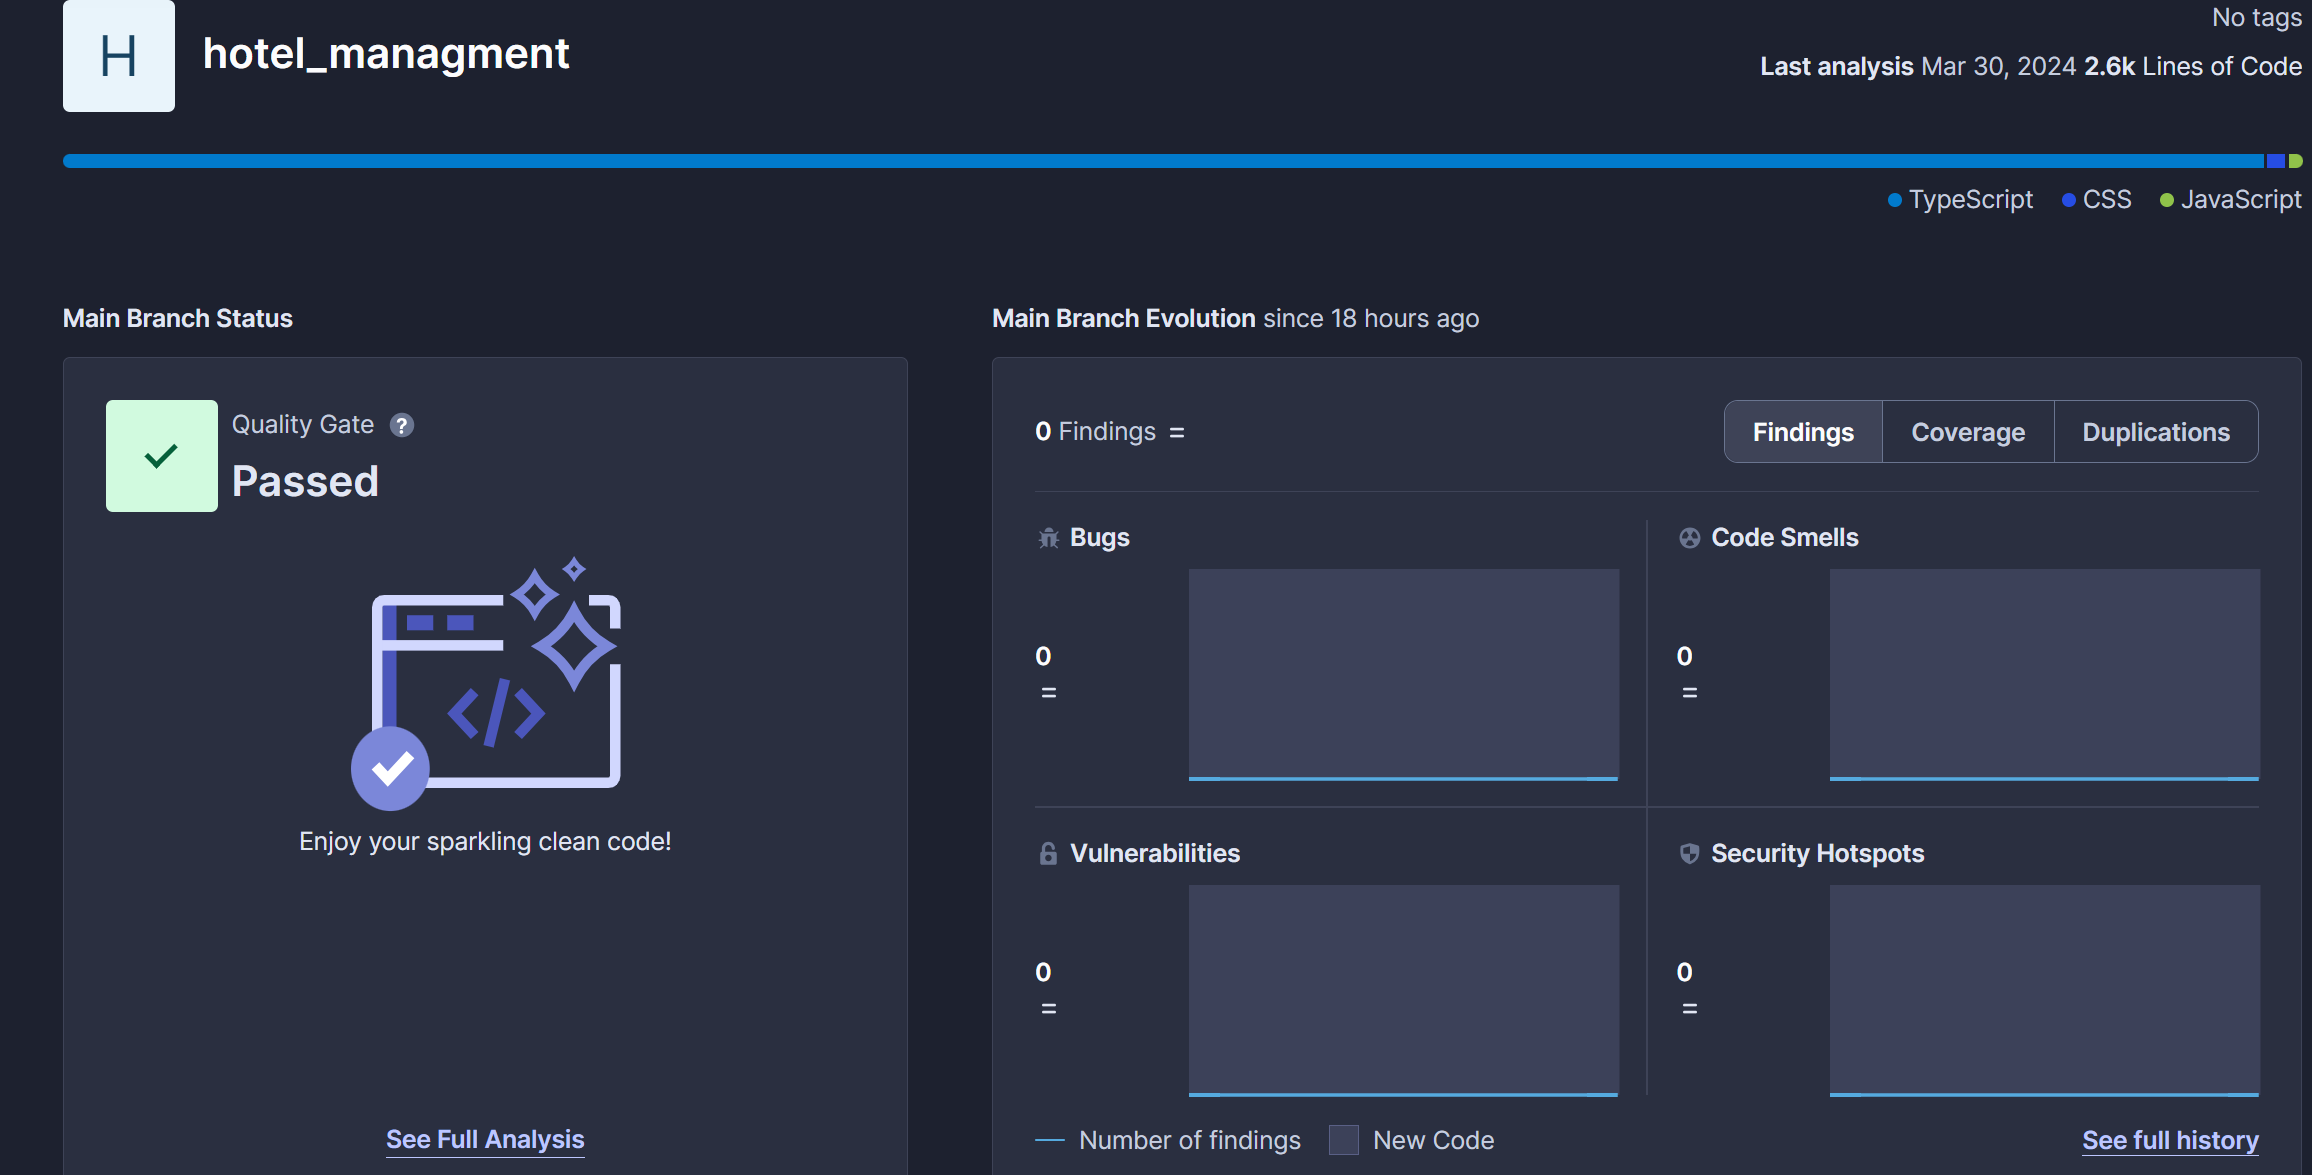 H
hotel_managment
No tags
Last analysis Mar 30, 2024 2.6k Lines of Code
TypeScript CSS JavaScript
Main Branch Status
Quality Gate ?
Passed
</>
Enjoy your sparkling clean code!
See Full Analysis
Main Branch Evolution since 18 hours ago
0 Findings =
Findings Coverage Duplications
Bugs
0
=
Code Smells
0
=
Vulnerabilities
0
=
Security Hotspots
0
=
Number of findings New Code
See full history